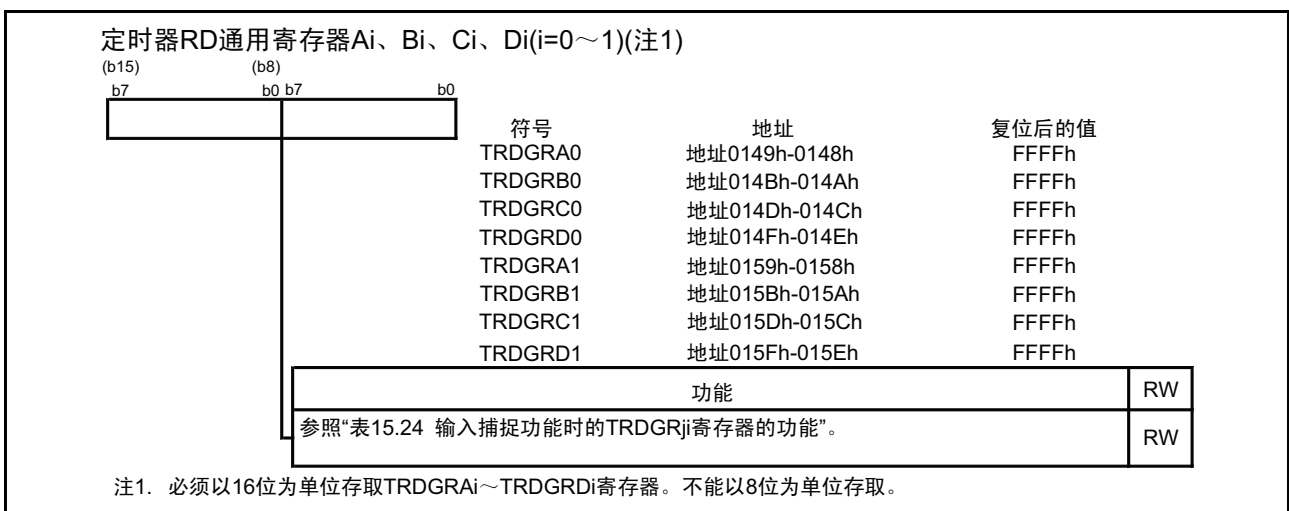 定时器RD通用寄存器Ai、Bi、Ci、Di(i=0～1)(注1)
(b15) (b8)
b7 b0 b7 b0
符号 地址 复位后的值
TRDGRA0 地址0149h-0148h FFFFh
TRDGRB0 地址014Bh-014Ah FFFFh
TRDGRC0 地址014Dh-014Ch FFFFh
TRDGRD0 地址014Fh-014Eh FFFFh
TRDGRA1 地址0159h-0158h FFFFh
TRDGRB1 地址015Bh-015Ah FFFFh
TRDGRC1 地址015Dh-015Ch FFFFh
TRDGRD1 地址015Fh-015Eh FFFFh
功能 RW
参照“表15.24 输入捕捉功能时的TRDGRji寄存器的功能”。 RW
注1. 必须以16位为单位存取TRDGRAi～TRDGRDi寄存器。不能以8位为单位存取。